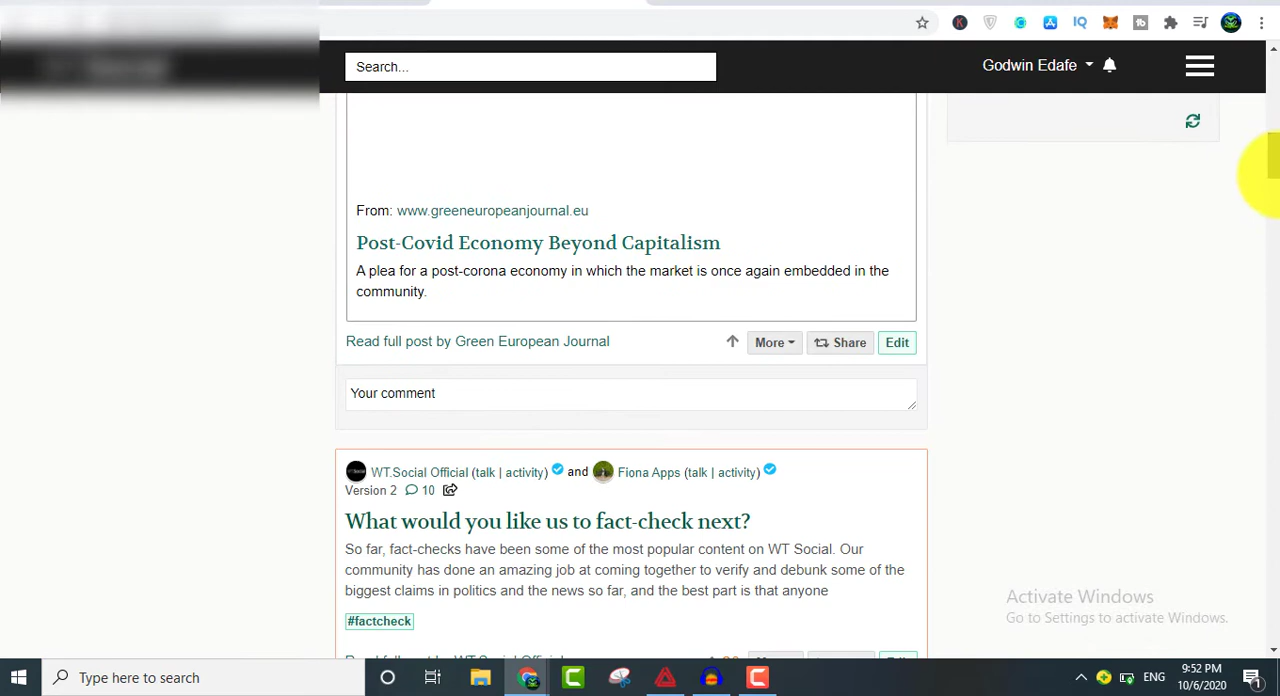 Search...
Godwin Edafe
From: www.greeneuropeanjournal.eu
Post-Covid Economy Beyond Capitalism
A plea for a post-corona economy in which the market is once again embedded in the
community.
Read full post by Green European Journal
More
Share
Edit
Your comment
WT.Social Official (talk | activity) and Fiona Apps (talk | activity)
Version 2 10
What would you like us to fact-check next?
So far, fact-checks have been some of the most popular content on WT Social. Our
community has done an amazing job at coming together to verify and debunk some of the
biggest claims in politics and the news so far, and the best part is that anyone
#factcheck
Activate Windows
Go to Settings to activate Windows.
Type here to search
ENG
9:52 PM
10/6/2020